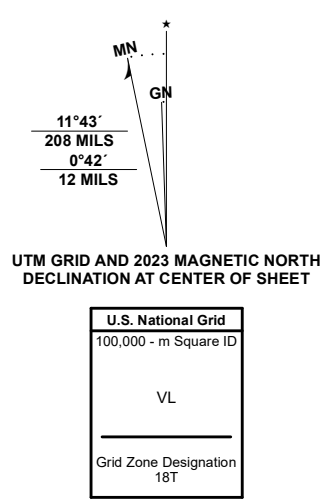 ★
MN
GN
11°43´
208 MILS
0°42´
12 MILS
UTM GRID AND 2023 MAGNETIC NORTH
DECLINATION AT CENTER OF SHEET
U.S. National Grid
100,000 - m Square ID
VL
Grid Zone Designation
18T